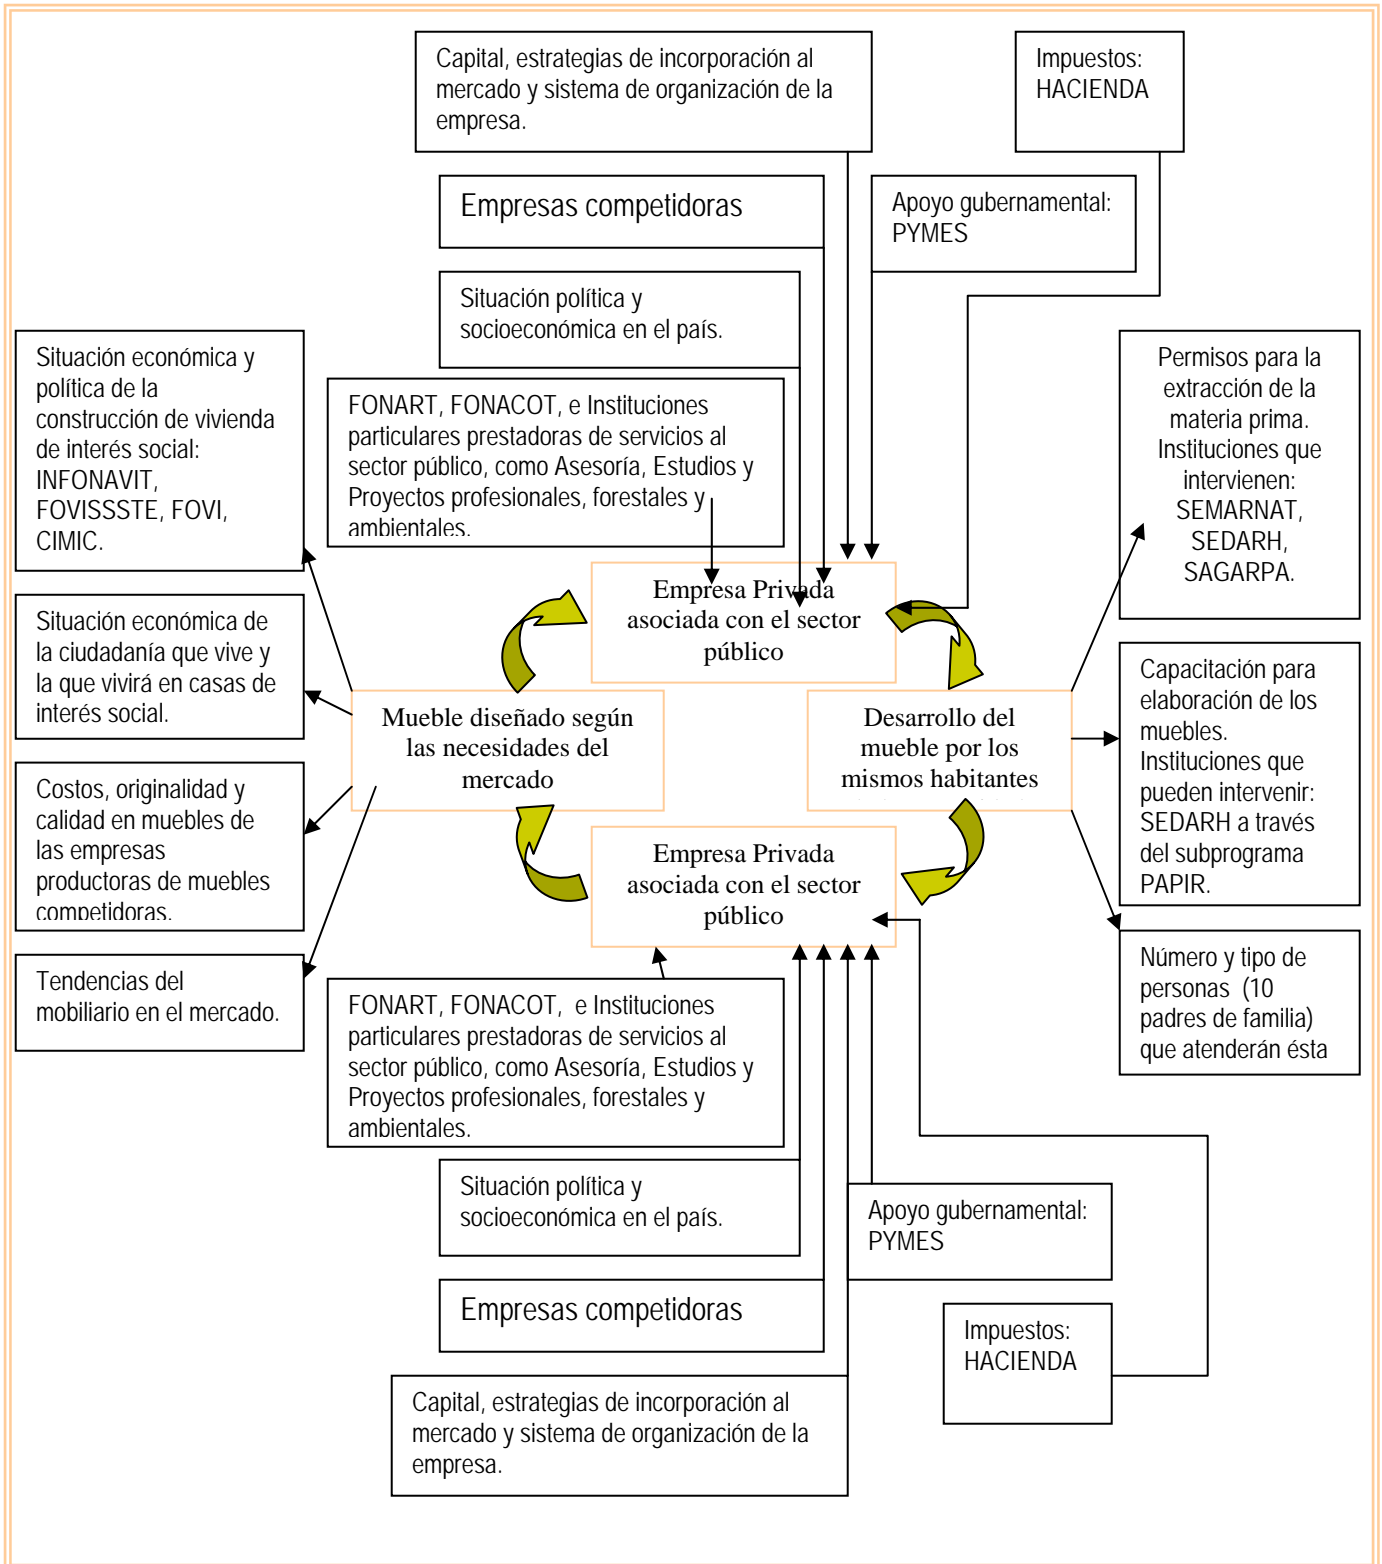 Capital, estrategias de incorporación al
mercado y sistema de organización de la
empresa.
Impuestos:
HACIENDA
Empresas competidoras
Apoyo gubernamental:
PYMES
Situación política y
socioeconómica en el país.
Situación económica y
política de la
construcción de vivienda
de interés social:
INFONAVIT,
FOVISSSTE, FOVI,
CIMIC.
FONART, FONACOT, e Instituciones
particulares prestadoras de servicios al
sector público, como Asesoría, Estudios y
Proyectos profesionales, forestales y
ambientales.
Permisos para la
extracción de la
materia prima.
Instituciones que
intervienen:
SEMARNAT,
SEDARH,
SAGARPA.
Empresa Privada
asociada con el sector
público
Situación económica de
la ciudadanía que vive y
la que vivirá en casas de
interés social.
Mueble diseñado según
las necesidades del
mercado
Desarrollo del
mueble por los
mismos habitantes
Capacitación para
elaboración de los
muebles.
Instituciones que
pueden intervenir:
SEDARH a través
del subprograma
PAPIR.
Costos, originalidad y
calidad en muebles de
las empresas
productoras de muebles
competidoras.
Empresa Privada
asociada con el sector
público
Tendencias del
mobiliario en el mercado.
FONART, FONACOT, e Instituciones
particulares prestadoras de servicios al
sector público, como Asesoría, Estudios y
Proyectos profesionales, forestales y
ambientales.
Número y tipo de
personas (10
padres de familia)
que atenderán ésta
Situación política y
socioeconómica en el país.
Apoyo gubernamental:
PYMES
Empresas competidoras
Impuestos:
HACIENDA
Capital, estrategias de incorporación al
mercado y sistema de organización de la
empresa.